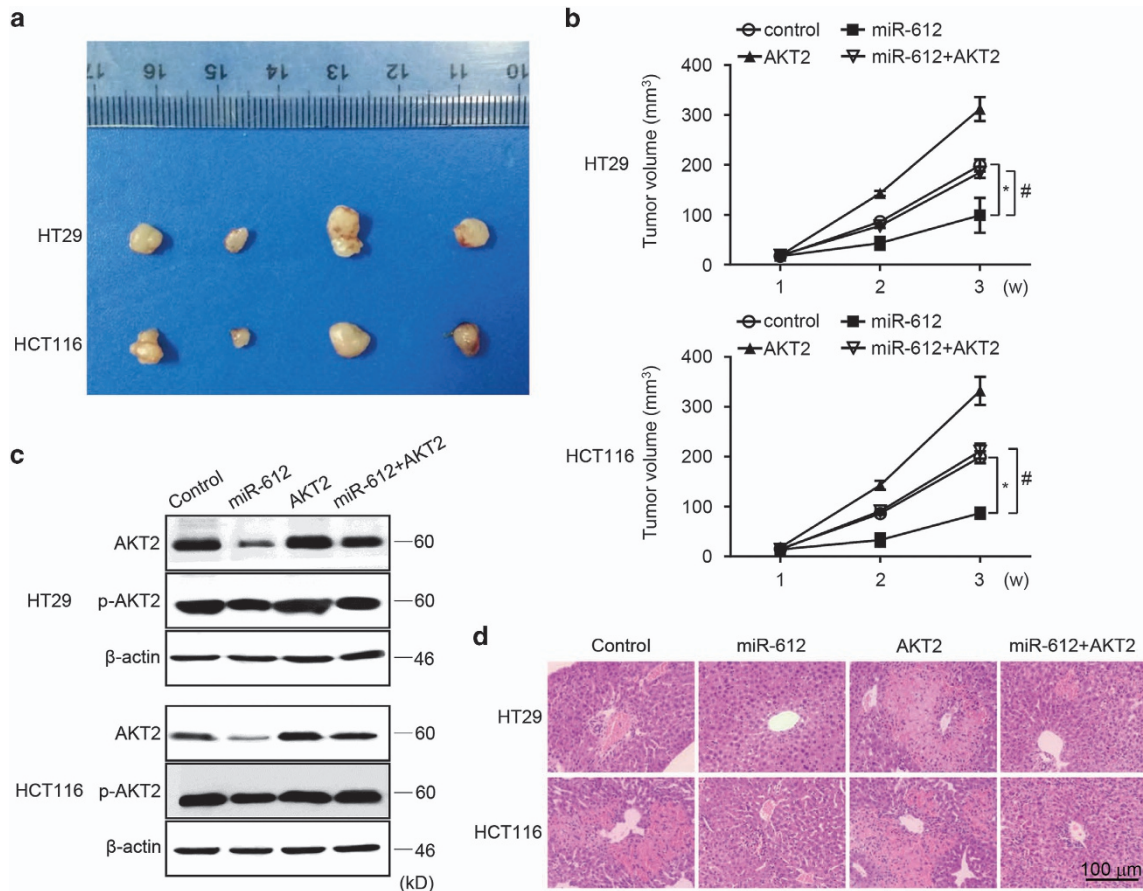 a
17 16 15 14 13 12 11 10
HT29
HCT116
b
control miR-612
AKT2 miR-612+AKT2
400
300
200
100
0
Tumor volume (mm³)
HT29
* #
1 2 3 (w)
control miR-612
AKT2 miR-612+AKT2
400
300
200
100
0
Tumor volume (mm³)
HCT116
* #
1 2 3 (w)
c
Control miR-612 AKT2 miR-612+AKT2
AKT2 60
HT29 p-AKT2 60
β-actin 46
AKT2 60
HCT116 p-AKT2 60
β-actin 46
(kD)
d
Control miR-612 AKT2 miR-612+AKT2
HT29
HCT116
100 μm